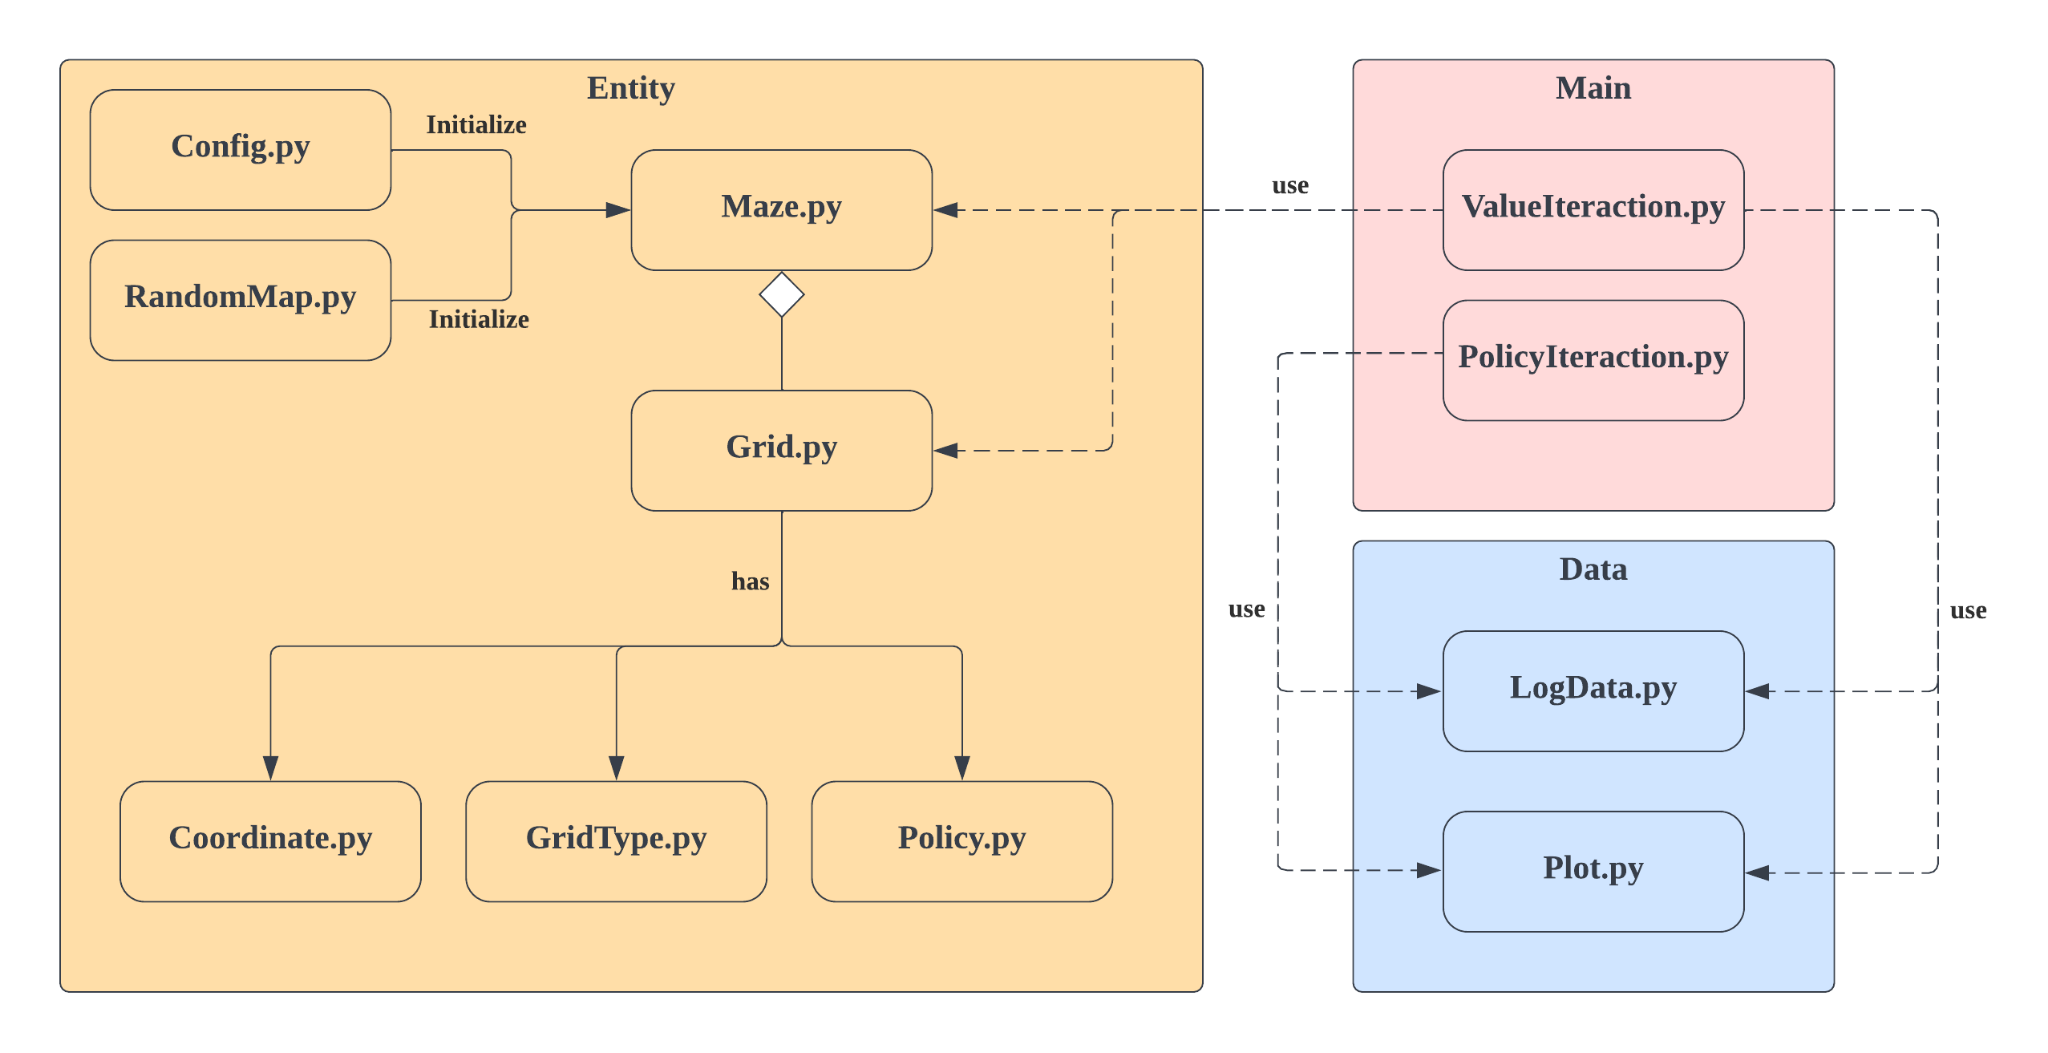 Entity
Config.py
Initialize
RandomMap.py
Initialize
Maze.py
Grid.py
has
Coordinate.py
GridType.py
Policy.py
use
Main
ValueIteraction.py
PolicyIteraction.py
use
Data
LogData.py
Plot.py
use